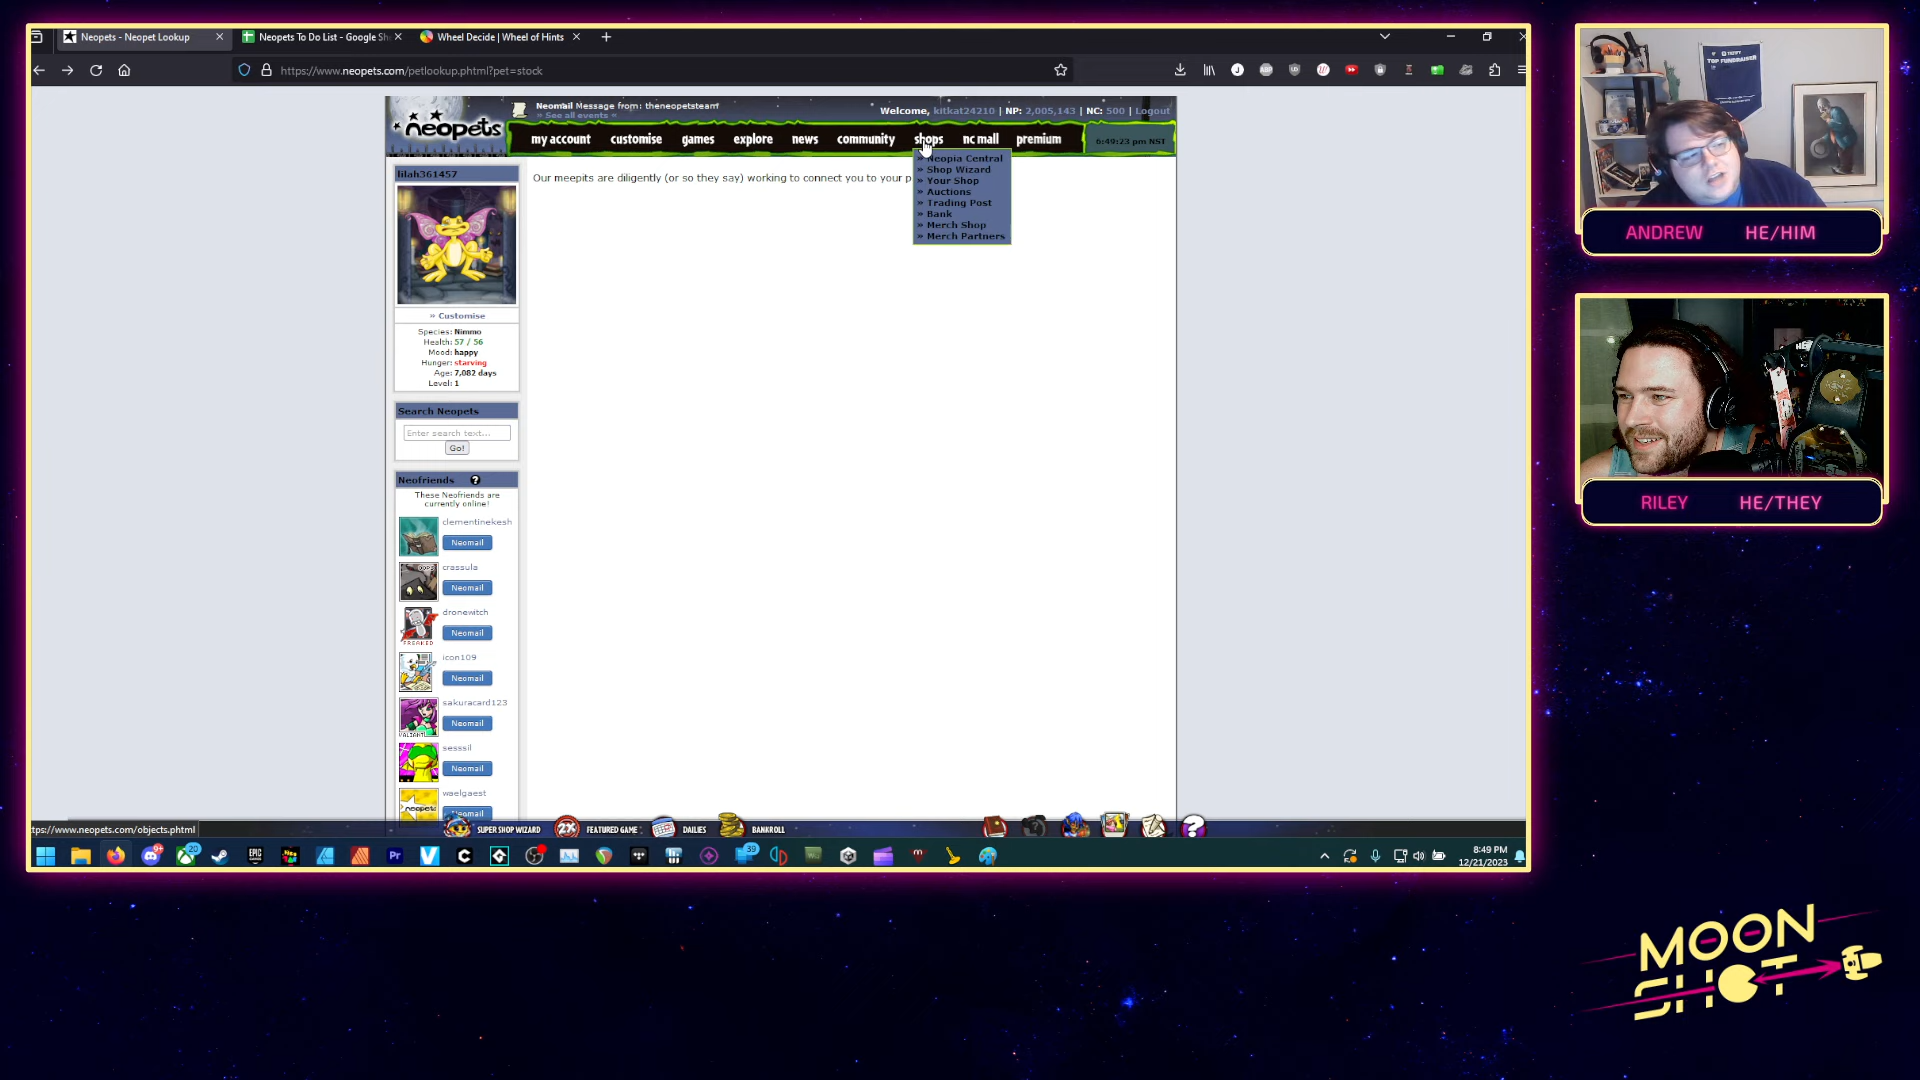 Neopets - Neopet Lookup
Neopets To Do List - Google Sh
Wheel Decide | Wheel of Hints
https://www.neopets.com/petlookup.phtml?pet=stock
neopets
Neomail Message from: theneopetsteam
» See all events «
Welcome, kitkat24210 | NP: 2,005,143 | NC: 500 | Logout
my account
customise
games
explore
news
community
shops
nc mall
premium
6:49:23 pm NST
» Neopia Central
» Shop Wizard
» Your Shop
» Auctions
» Trading Post
» Bank
» Merch Shop
» Merch Partners
lilah361457
Our meepits are diligently (or so they say) working to connect you to your p
» Customise
Species: Nimmo
Health: 57 / 56
Mood: happy
Hunger: starving
Age: 7,082 days
Level: 1
Search Neopets
Enter search text...
Go!
Neofriends
These Neofriends are
currently online!
clementinekesh
Neomail
crassula
Neomail
dronewitch
Neomail
icon109
Neomail
sakuracard123
Neomail
sesssil
Neomail
waelgaest
Neomail
ttps://www.neopets.com/objects.phtml
SUPER SHOP WIZARD
2X
FEATURED GAME
DAILIES
BANKROLL
8:49 PM
12/21/2023
TOP FUNDRAISER
ANDREW HE/HIM
RILEY HE/THEY
MOON
SHOT